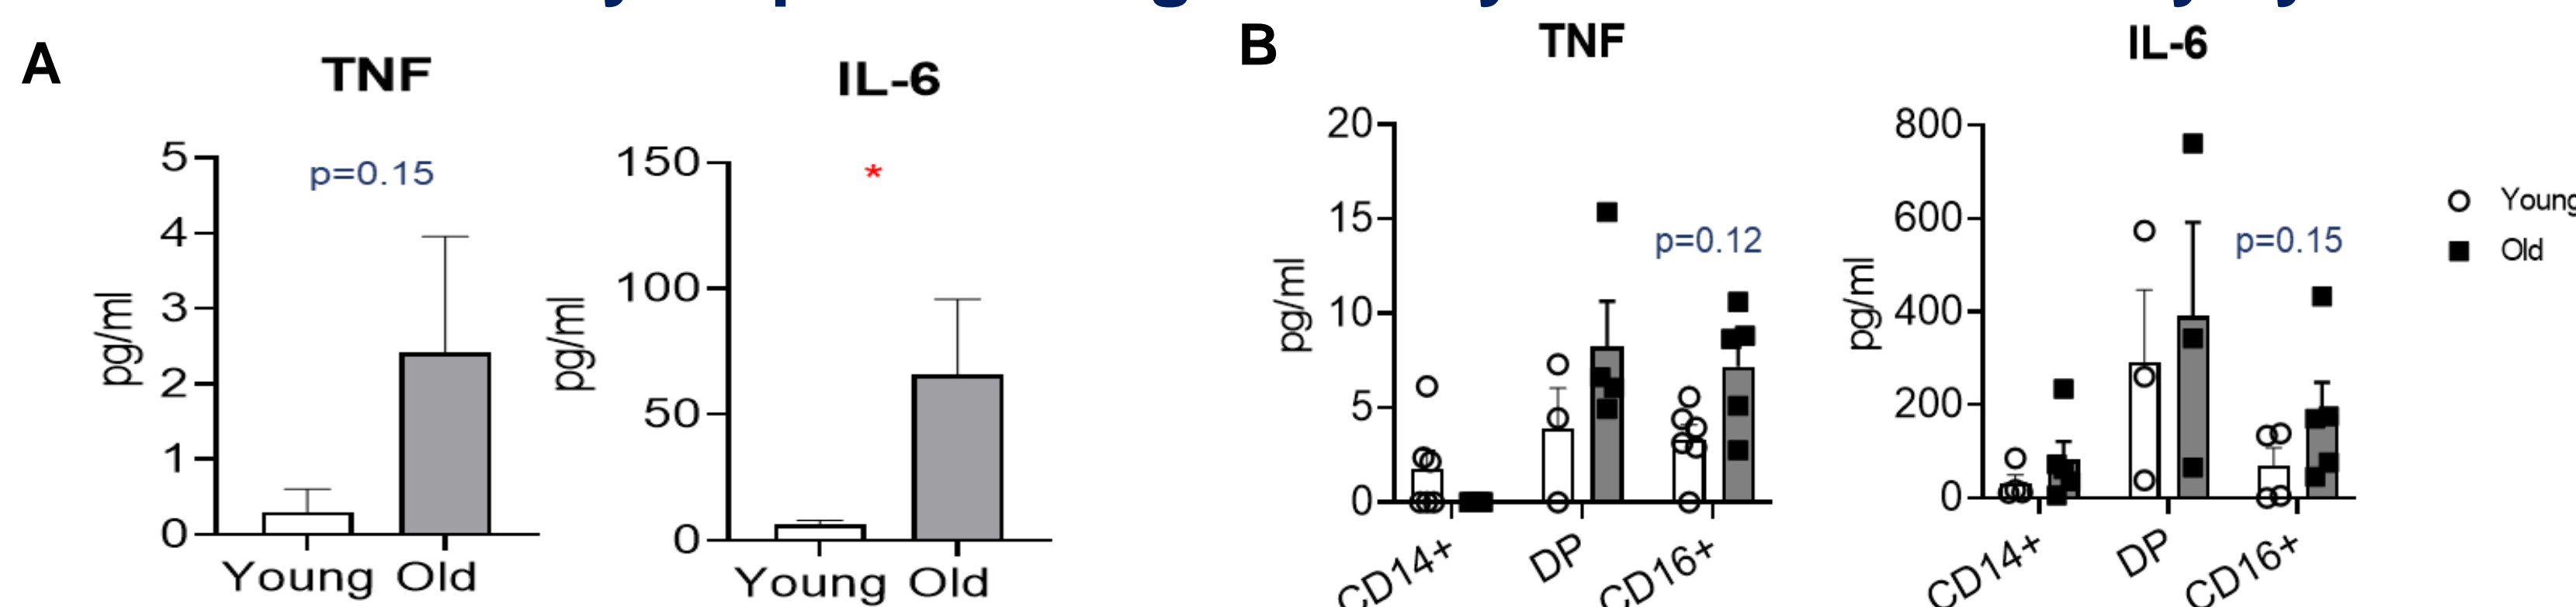 A
TNF
5
4
3
2
1
0
pg/ml
p=0.15
Young Old
IL-6
150
100
50
0
pg/ml
*
Young Old
B
TNF
20
15
10
5
0
pg/ml
p=0.12
CD14+
DP
CD16+
IL-6
800
600
400
200
0
pg/ml
p=0.15
CD14+
DP
CD16+
Young
Old